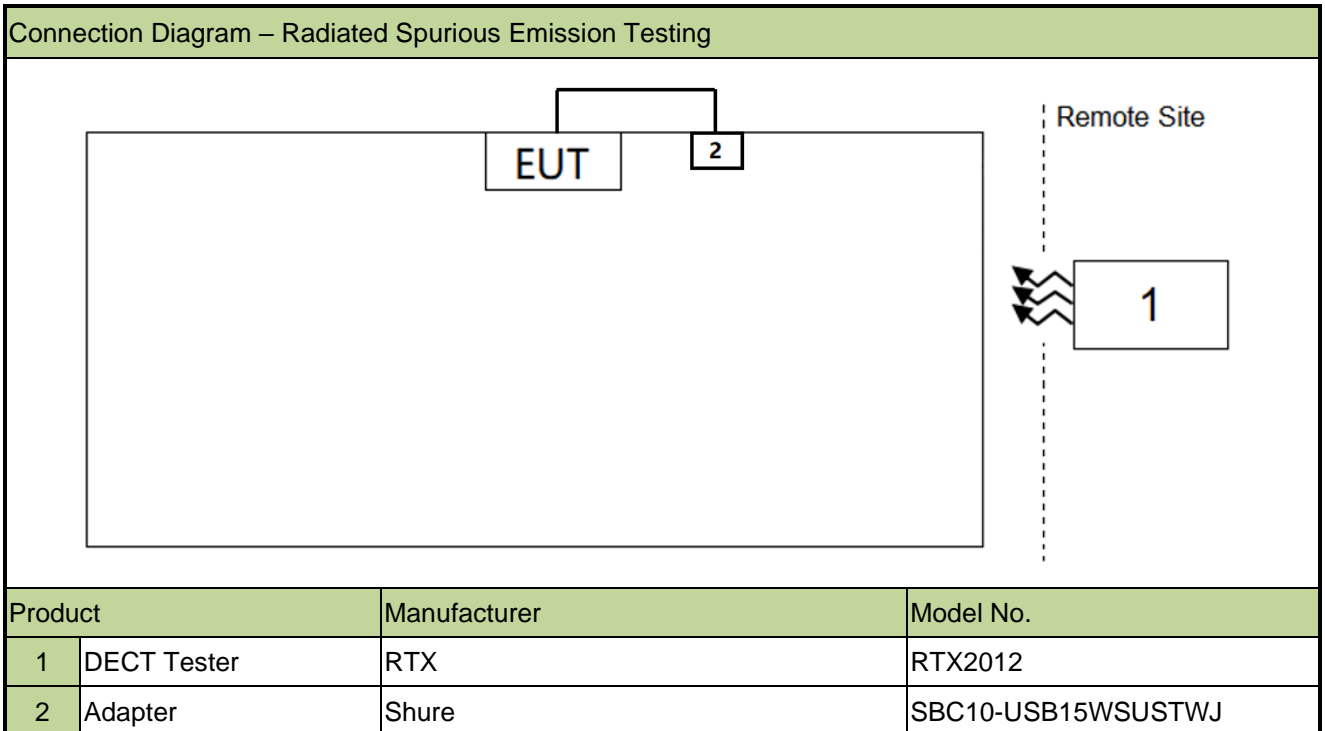 Connection Diagram – Radiated Spurious Emission Testing
Remote Site
EUT
2
1
Product Manufacturer Model No.
1 DECT Tester RTX RTX2012
2 Adapter Shure SBC10-USB15WSUSTWJ